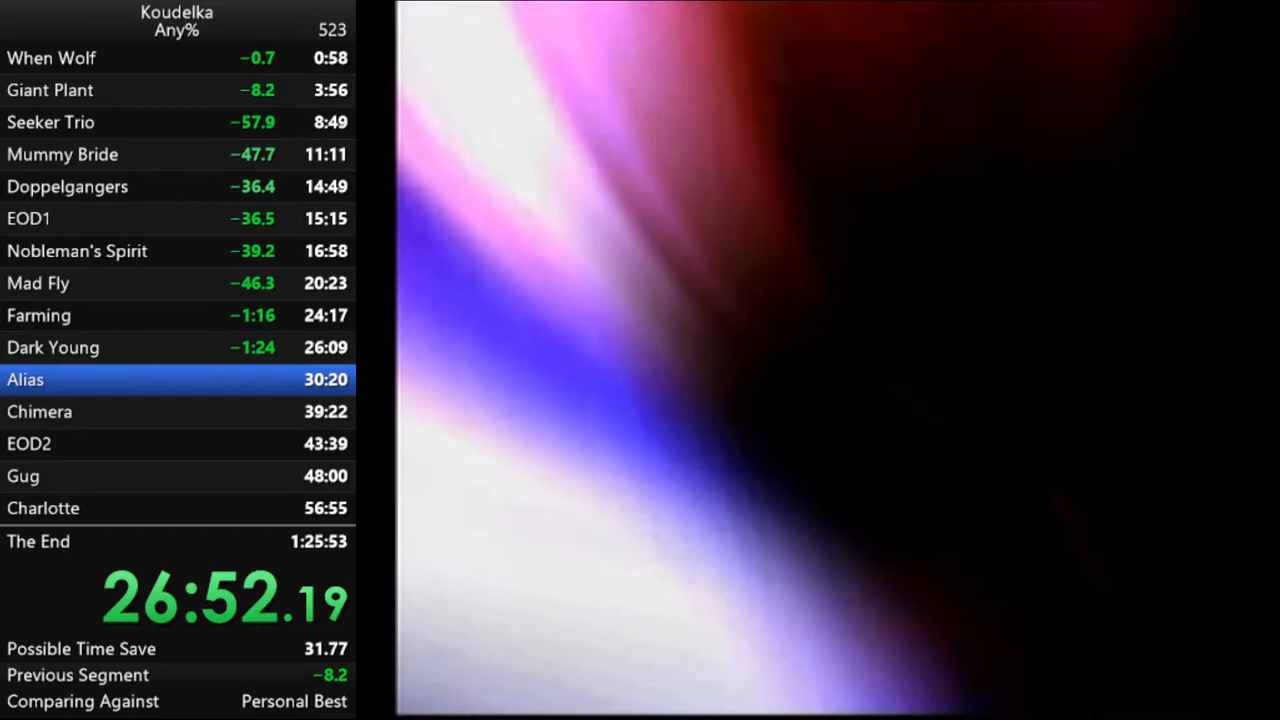 Koudelka
Any% 523
When Wolf −0.7 0:58
Giant Plant −8.2 3:56
Seeker Trio −57.9 8:49
Mummy Bride −47.7 11:11
Doppelgangers −36.4 14:49
EOD1 −36.5 15:15
Nobleman's Spirit −39.2 16:58
Mad Fly −46.3 20:23
Farming −1:16 24:17
Dark Young −1:24 26:09
Alias 30:20
Chimera 39:22
EOD2 43:39
Gug 48:00
Charlotte 56:55
The End 1:25:53
26:52.19
Possible Time Save 31.77
Previous Segment −8.2
Comparing Against Personal Best